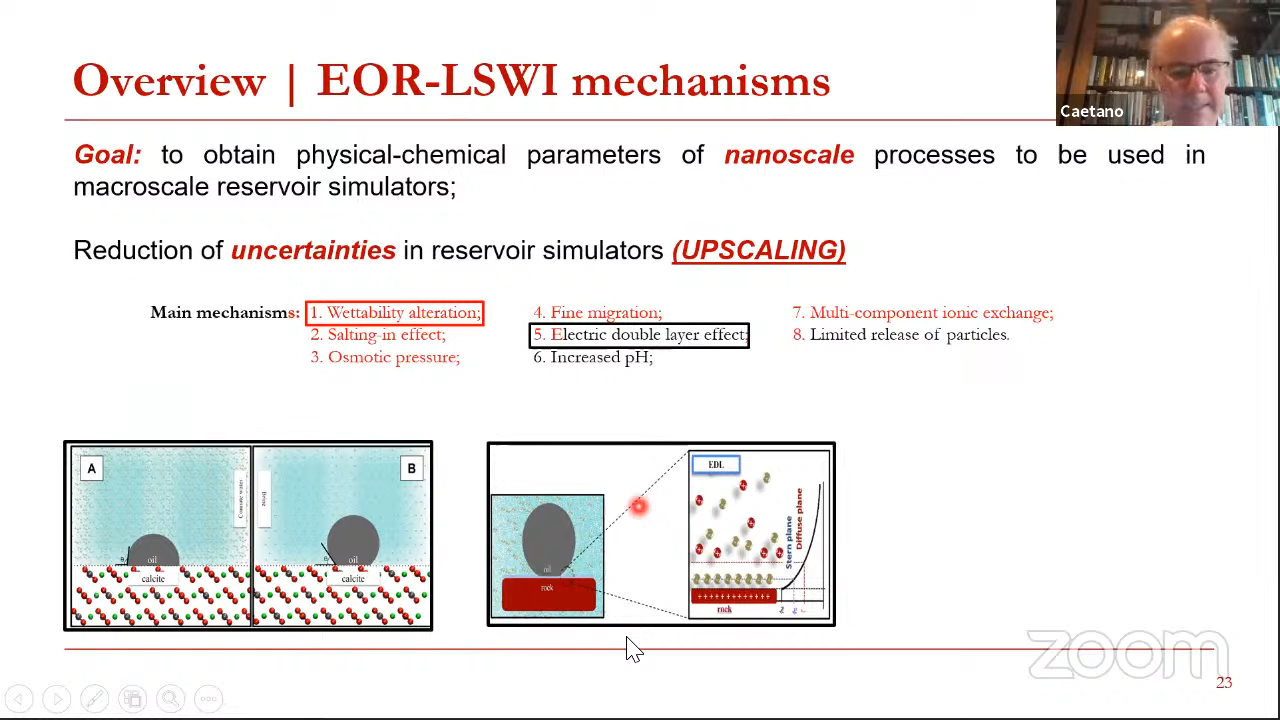 Overview | EOR-LSWI mechanisms
Caetano
Goal: to obtain physical-chemical parameters of nanoscale processes to be used in
macroscale reservoir simulators;
Reduction of uncertainties in reservoir simulators (UPSCALING)
Main mechanisms:
1. Wettability alteration;
2. Salting-in effect;
3. Osmotic pressure;
4. Fine migration;
5. Electric double layer effect;
6. Increased pH;
7. Multi-component ionic exchange;
8. Limited release of particles.
A
Connate water
oil
calcite
B
Brine
oil
calcite
oil
rock
EDL
Stern plane
Diffuse plane
rock
zoom
23